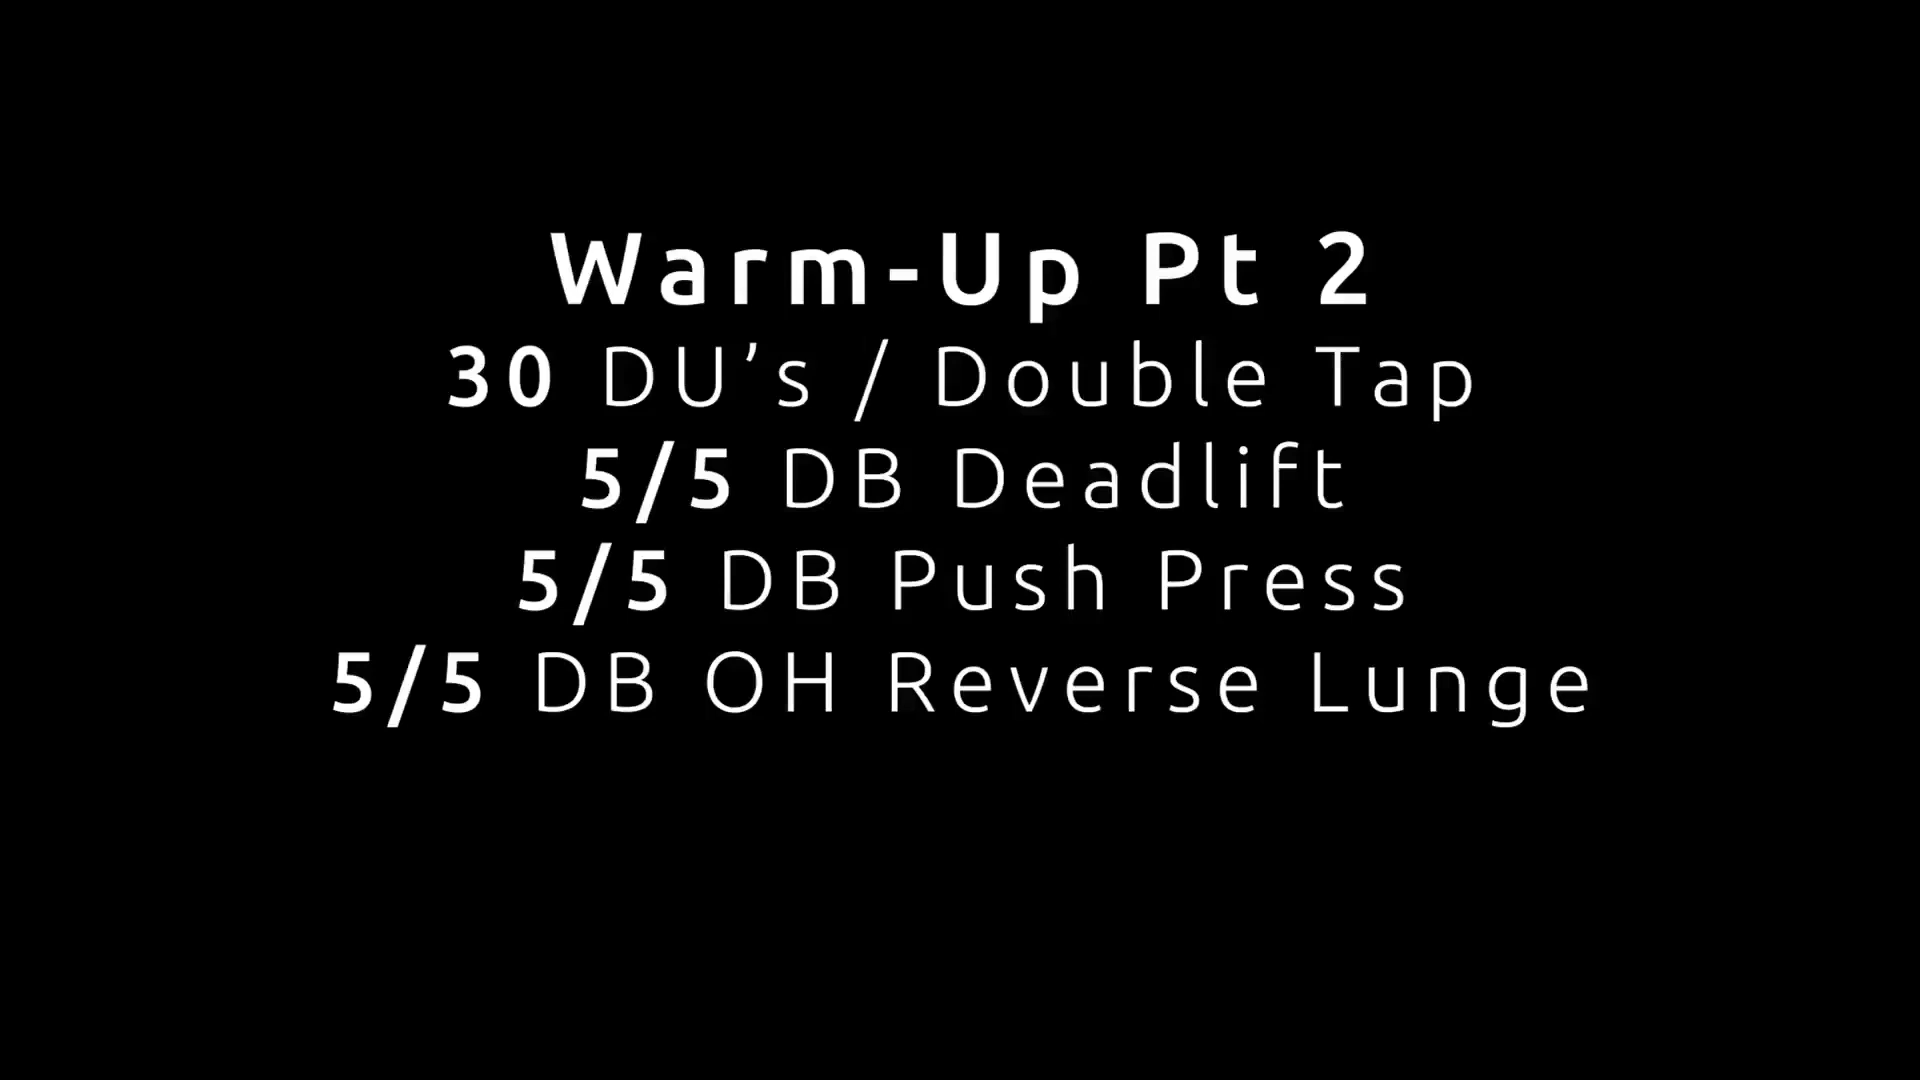 Warm-Up Pt 2
30 DU’s / Double Tap
5/5 DB Deadlift
5/5 DB Push Press
5/5 DB OH Reverse Lunge